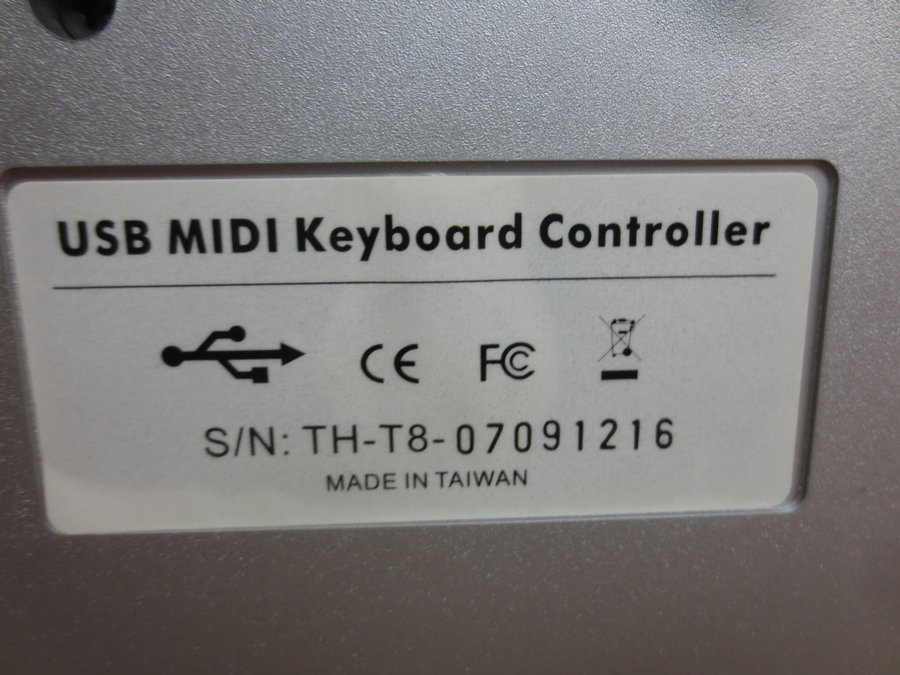 USB MIDI Keyboard Controller
CE FC
S/N: TH-T8-07091216
MADE IN TAIWAN